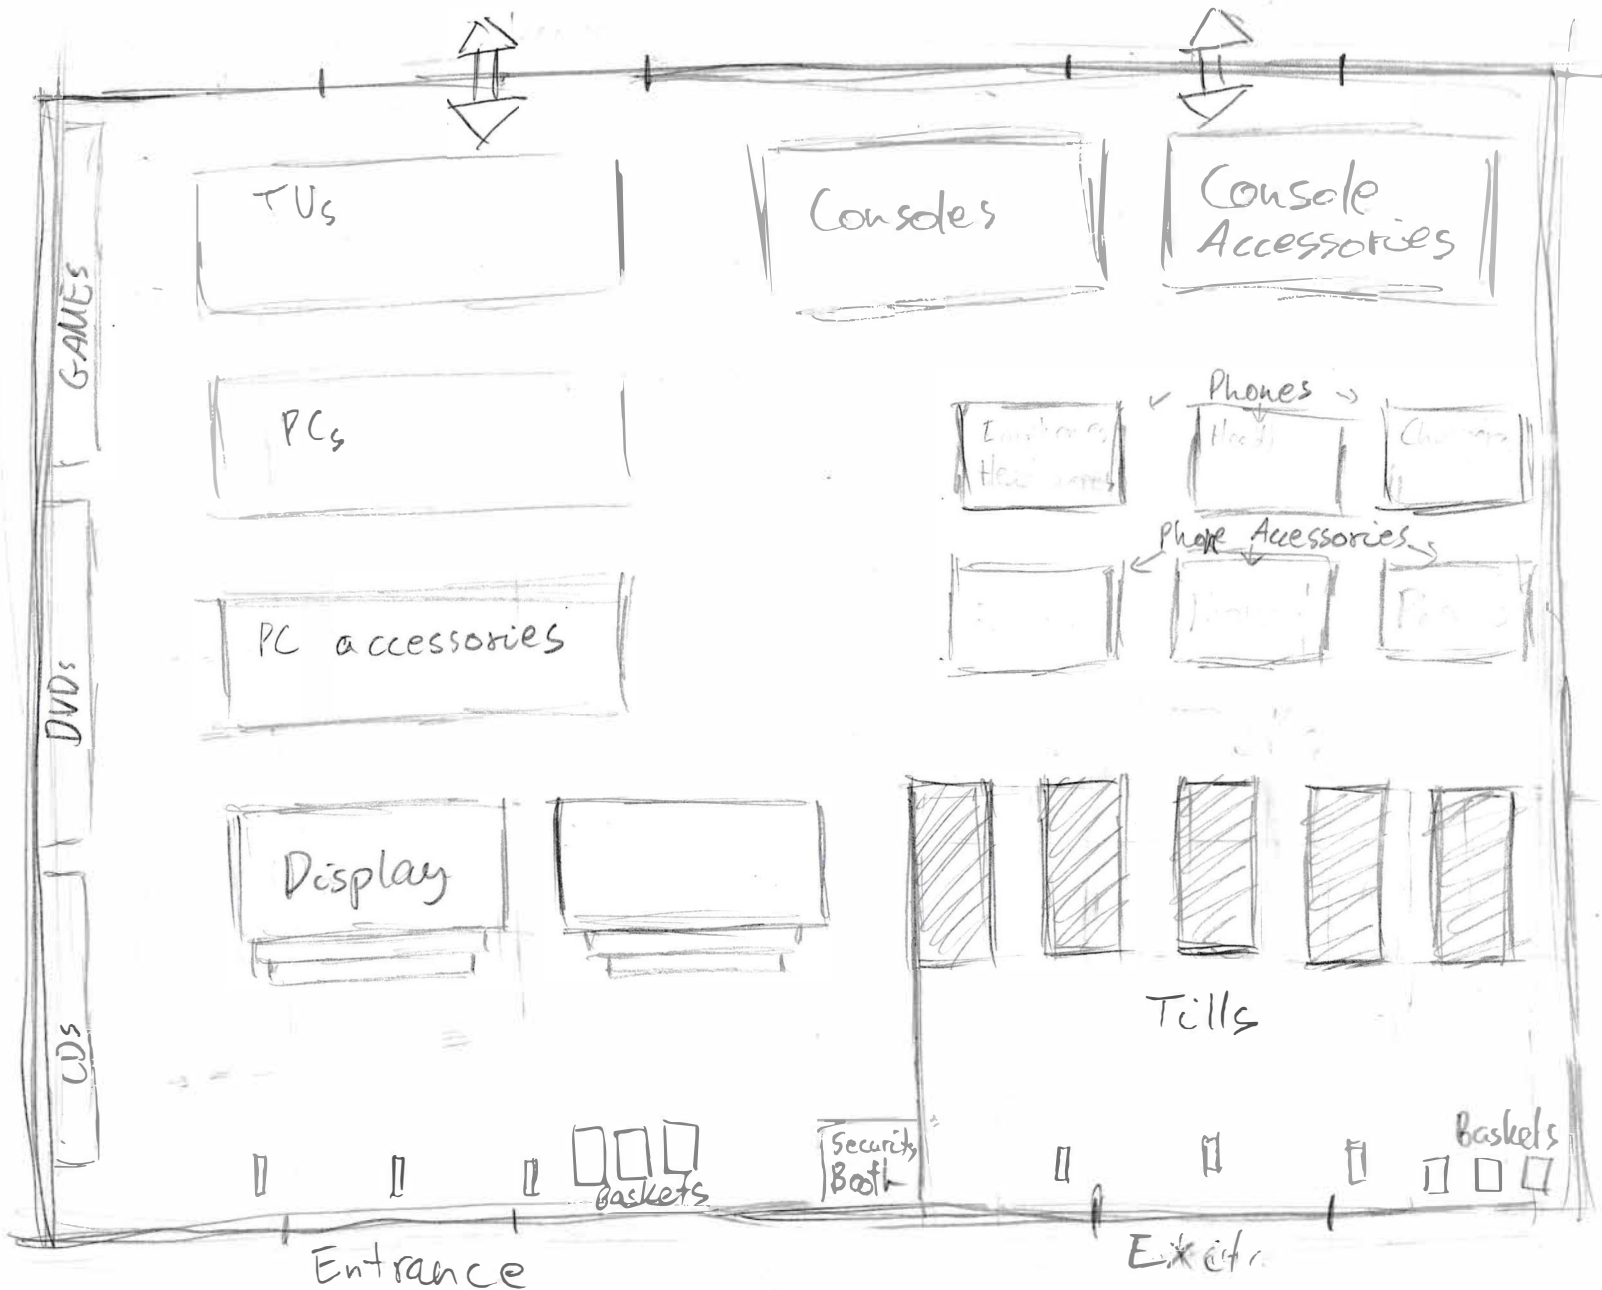 TVs
Consoles
Console
Accessories
GAMEs
PCs
Phones
Phone Accessories
PC accessories
DVDs
Display
Tills
CDs
Baskets
Security
Booth
Baskets
Entrance
Exit